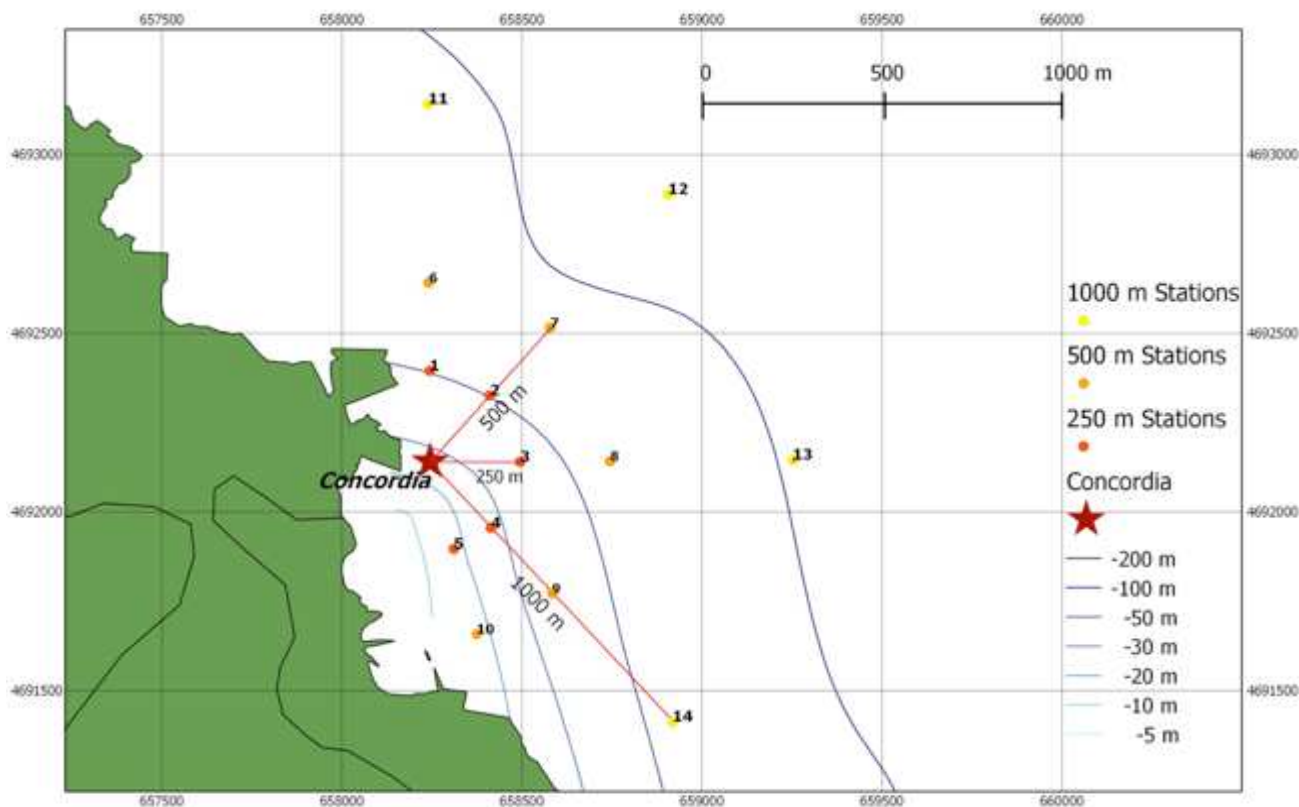 657500 658000 658500 659000 659500 660000
0 500 1000 m
11
4693000 4693000
12
6
1000 m Stations
7
4692500 4692500
500 m Stations
1
2
500 m
250 m Stations
3 8 13
250 m
Concordia
Concordia
4
4692000 4692000
5
-200 m
9
1000 m
-100 m
-50 m
10
-30 m
-20 m
4691500 4691500
14
-10 m
-5 m
657500 658000 658500 659000 659500 660000